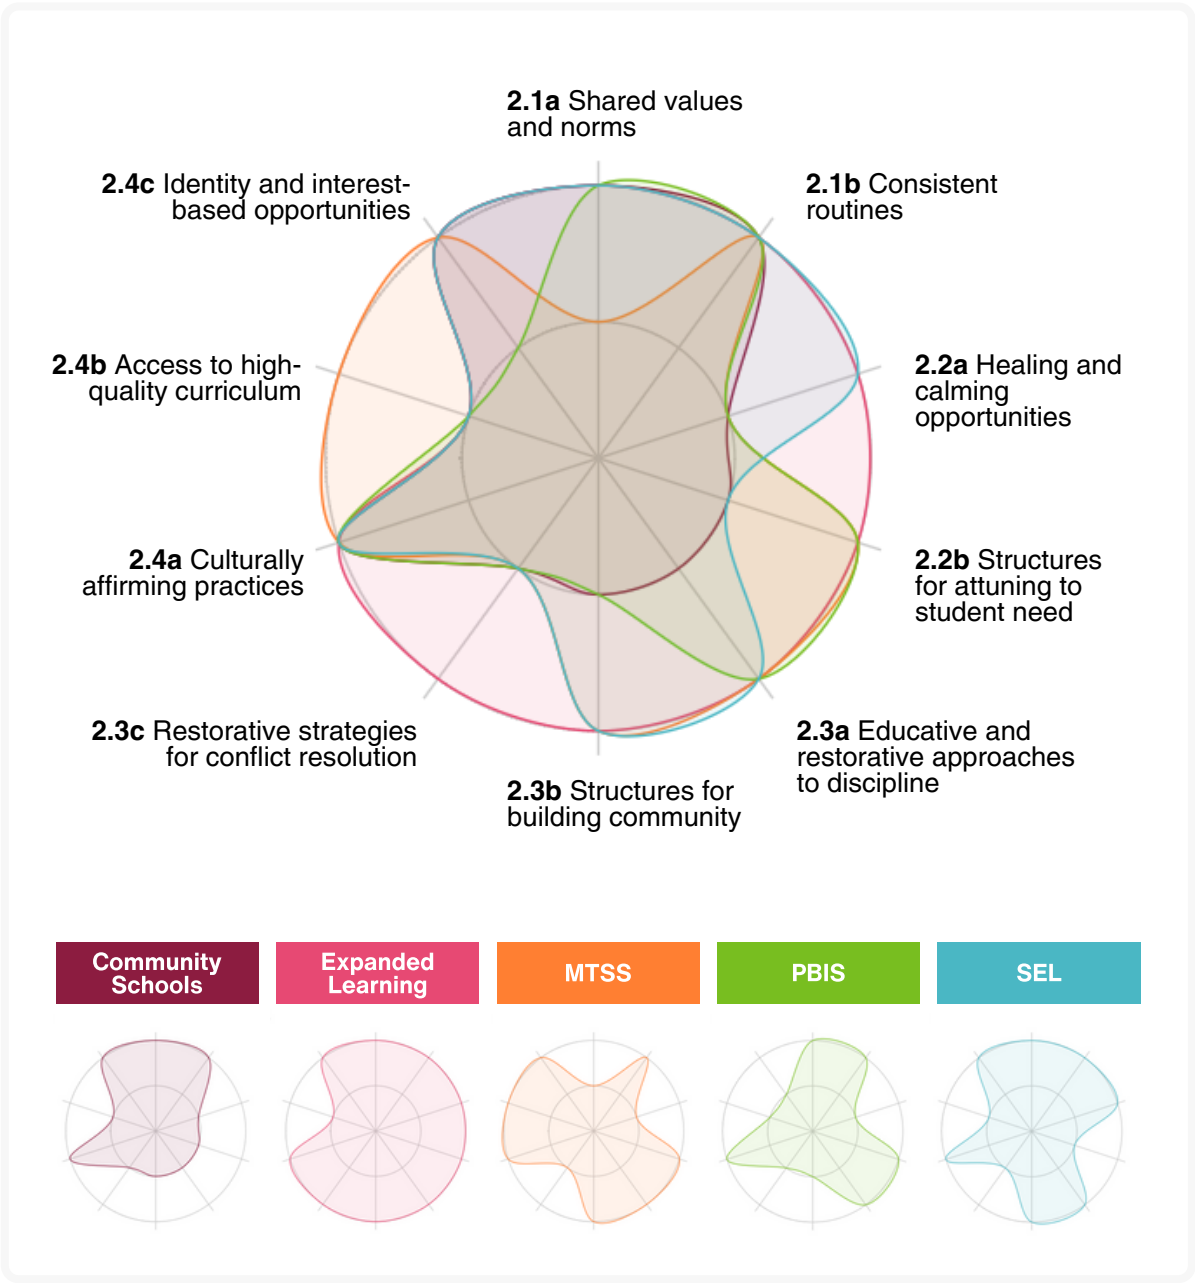 2.1a Shared values
and norms
2.4c Identity and interest-
based opportunities
2.1b Consistent
routines
2.4b Access to high-
quality curriculum
2.2a Healing and
calming
opportunities
2.4a Culturally
affirming practices
2.2b Structures
for attuning to
student need
2.3c Restorative strategies
for conflict resolution
2.3a Educative and
restorative approaches
to discipline
2.3b Structures for
building community
Community
Schools
Expanded
Learning
MTSS
PBIS
SEL